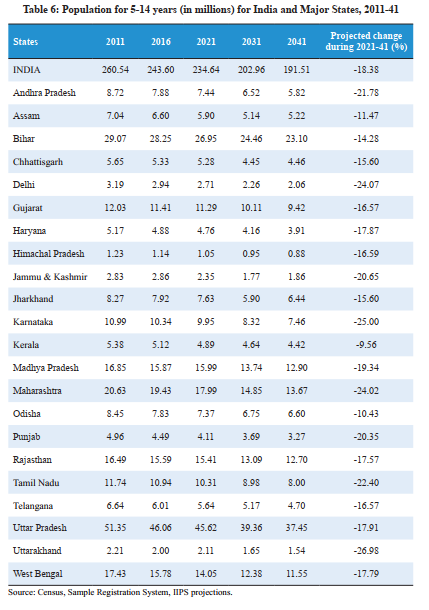 Table 6: Population for 5-14 years (in millions) for India and Major States, 2011-41
States 2011 2016 2021 2031 2041 Projected change during 2021-41 (%)
INDIA 260.54 243.60 234.64 202.96 191.51 -18.38
Andhra Pradesh 8.72 7.88 7.44 6.52 5.82 -21.78
Assam 7.04 6.60 5.90 5.14 5.22 -11.47
Bihar 29.07 28.25 26.95 24.46 23.10 -14.28
Chhattisgarh 5.65 5.33 5.28 4.45 4.46 -15.60
Delhi 3.19 2.94 2.71 2.26 2.06 -24.07
Gujarat 12.03 11.41 11.29 10.11 9.42 -16.57
Haryana 5.17 4.88 4.76 4.16 3.91 -17.87
Himachal Pradesh 1.23 1.14 1.05 0.95 0.88 -16.59
Jammu & Kashmir 2.83 2.86 2.35 1.77 1.86 -20.65
Jharkhand 8.27 7.92 7.63 5.90 6.44 -15.60
Karnataka 10.99 10.34 9.95 8.32 7.46 -25.00
Kerala 5.38 5.12 4.89 4.64 4.42 -9.56
Madhya Pradesh 16.85 15.87 15.99 13.74 12.90 -19.34
Maharashtra 20.63 19.43 17.99 14.85 13.67 -24.02
Odisha 8.45 7.83 7.37 6.75 6.60 -10.43
Punjab 4.96 4.49 4.11 3.69 3.27 -20.35
Rajasthan 16.49 15.59 15.41 13.09 12.70 -17.57
Tamil Nadu 11.74 10.94 10.31 8.98 8.00 -22.40
Telangana 6.64 6.01 5.64 5.17 4.70 -16.57
Uttar Pradesh 51.35 46.06 45.62 39.36 37.45 -17.91
Uttarakhand 2.21 2.00 2.11 1.65 1.54 -26.98
West Bengal 17.43 15.78 14.05 12.38 11.55 -17.79
Source: Census, Sample Registration System, IIPS projections.